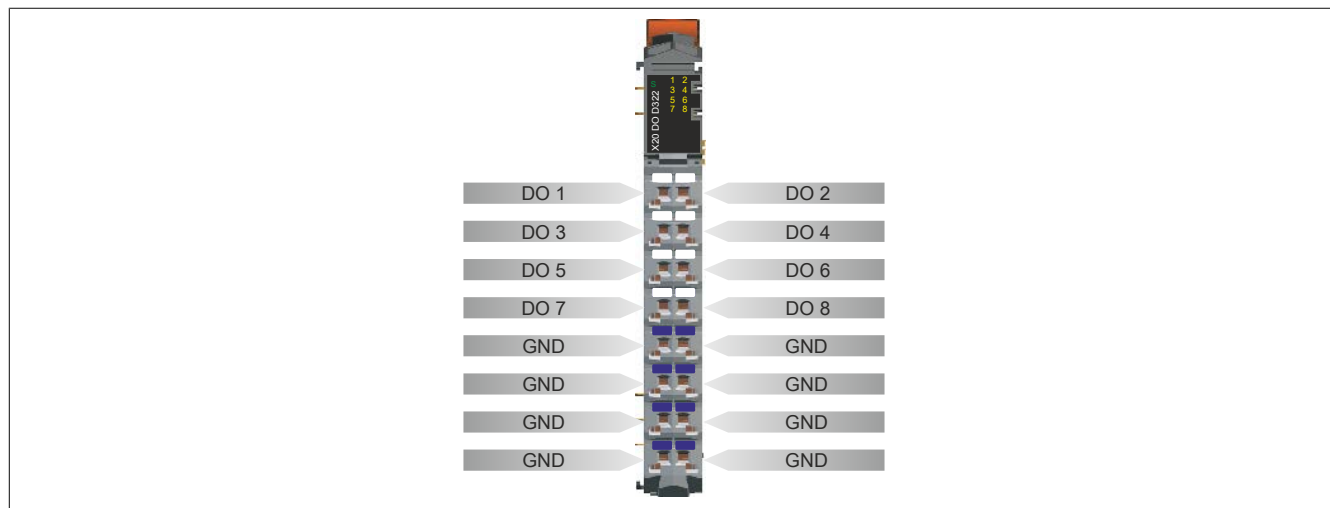 S
1 2
3 4
5 6
7 8
X20 DO D322
DO 1 DO 2
DO 3 DO 4
DO 5 DO 6
DO 7 DO 8
GND GND
GND GND
GND GND
GND GND